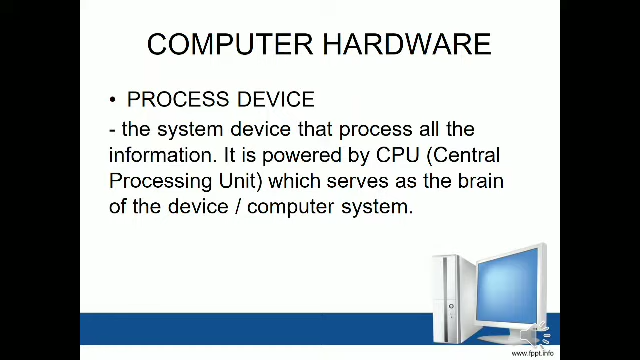 COMPUTER HARDWARE
• PROCESS DEVICE
- the system device that process all the
information. It is powered by CPU (Central
Processing Unit) which serves as the brain
of the device / computer system.
www.fppt.info